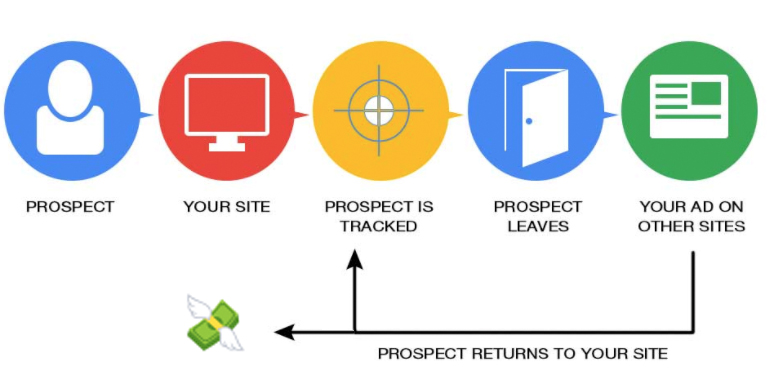 PROSPECT
YOUR SITE
PROSPECT IS
TRACKED
PROSPECT
LEAVES
YOUR AD ON
OTHER SITES
PROSPECT RETURNS TO YOUR SITE